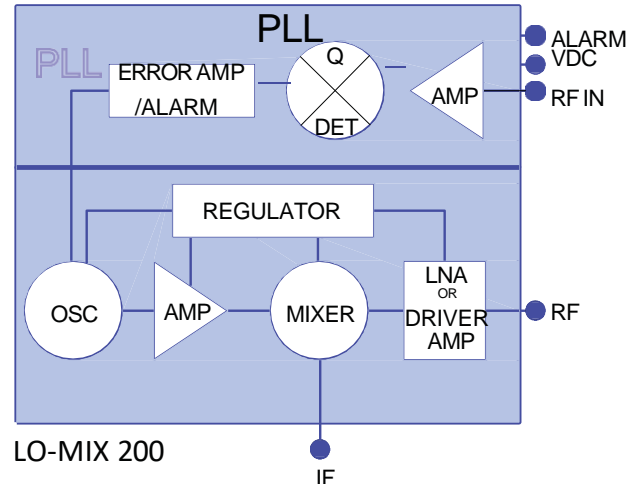 PLL
PLL
ERROR AMP
/ALARM
Q
DET
AMP
ALARM
VDC
RF IN
REGULATOR
OSC
AMP
MIXER
LNA
OR
DRIVER
AMP
RF
LO-MIX 200
IF